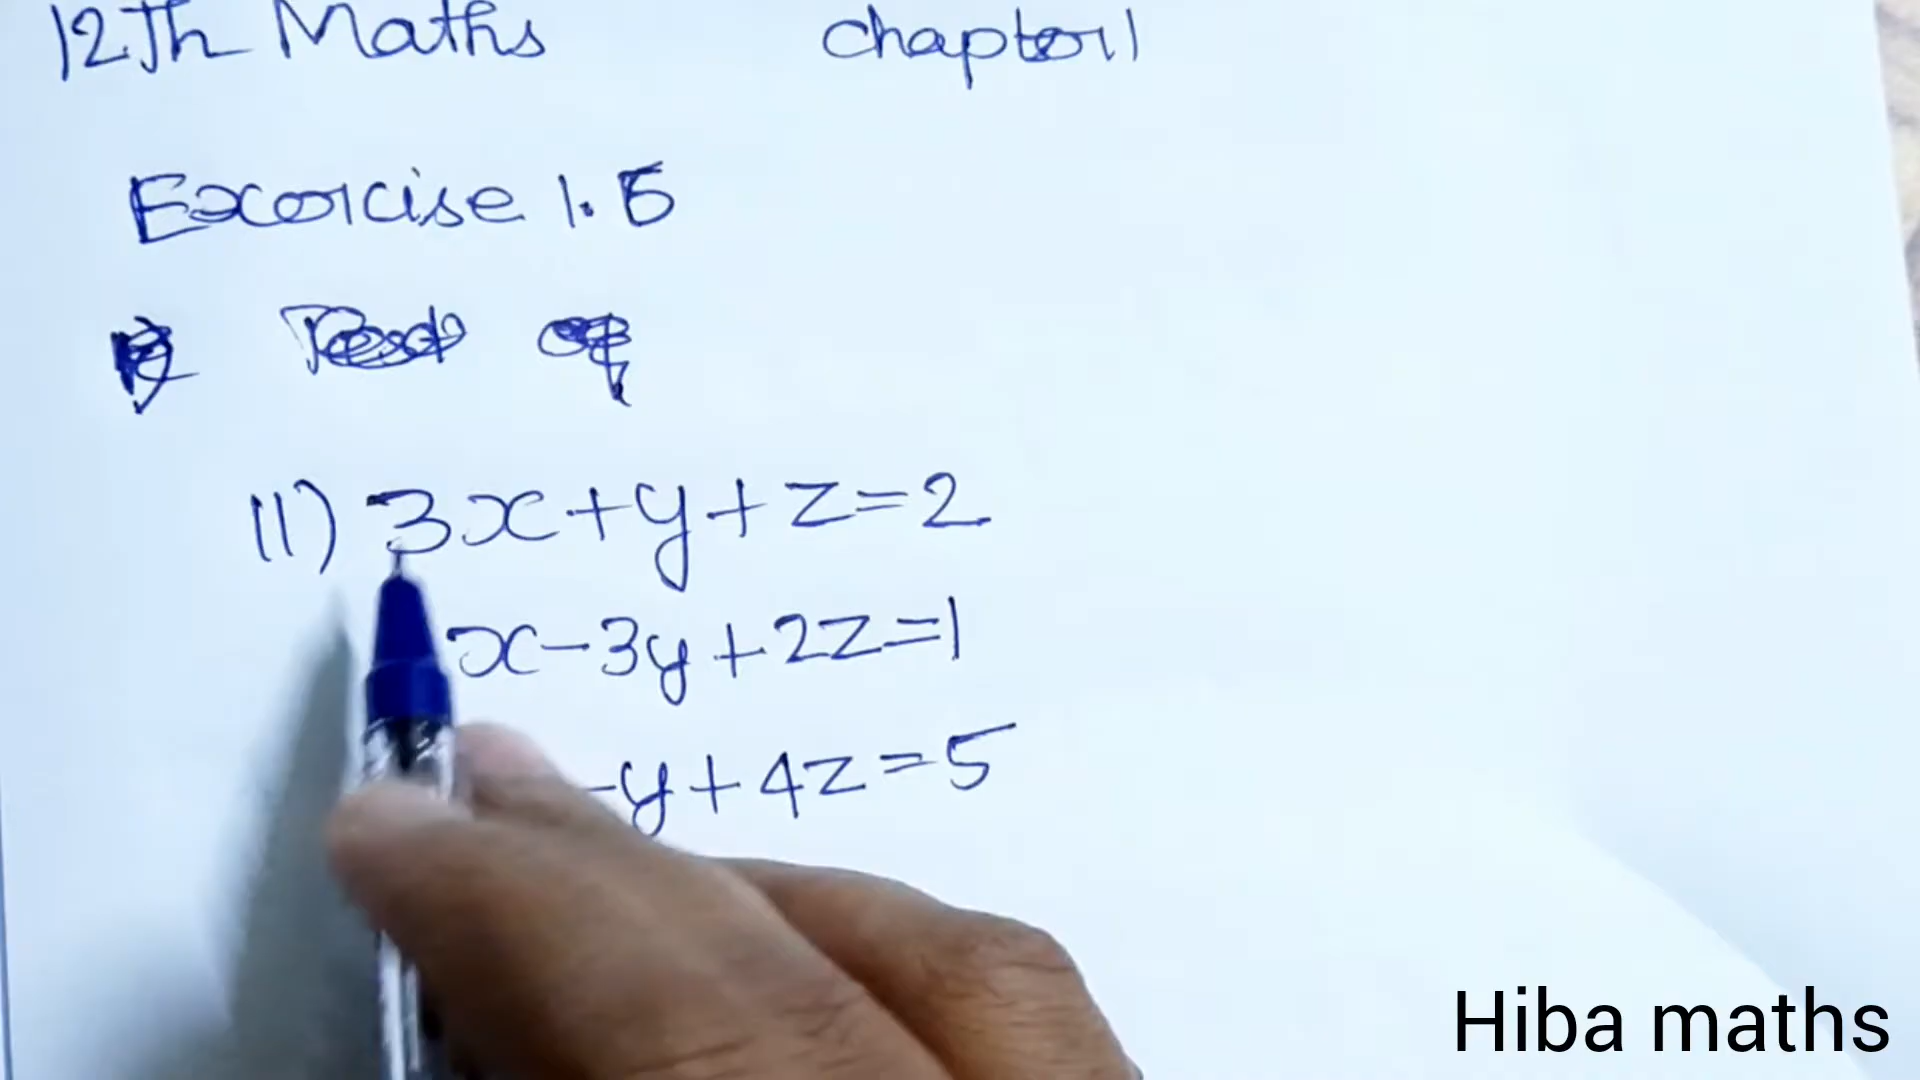 12Th Maths chapter 1
Exercise 1.5
11) 3x+y+z=2
x-3y+2z=1
-y+4z=5
Hiba maths